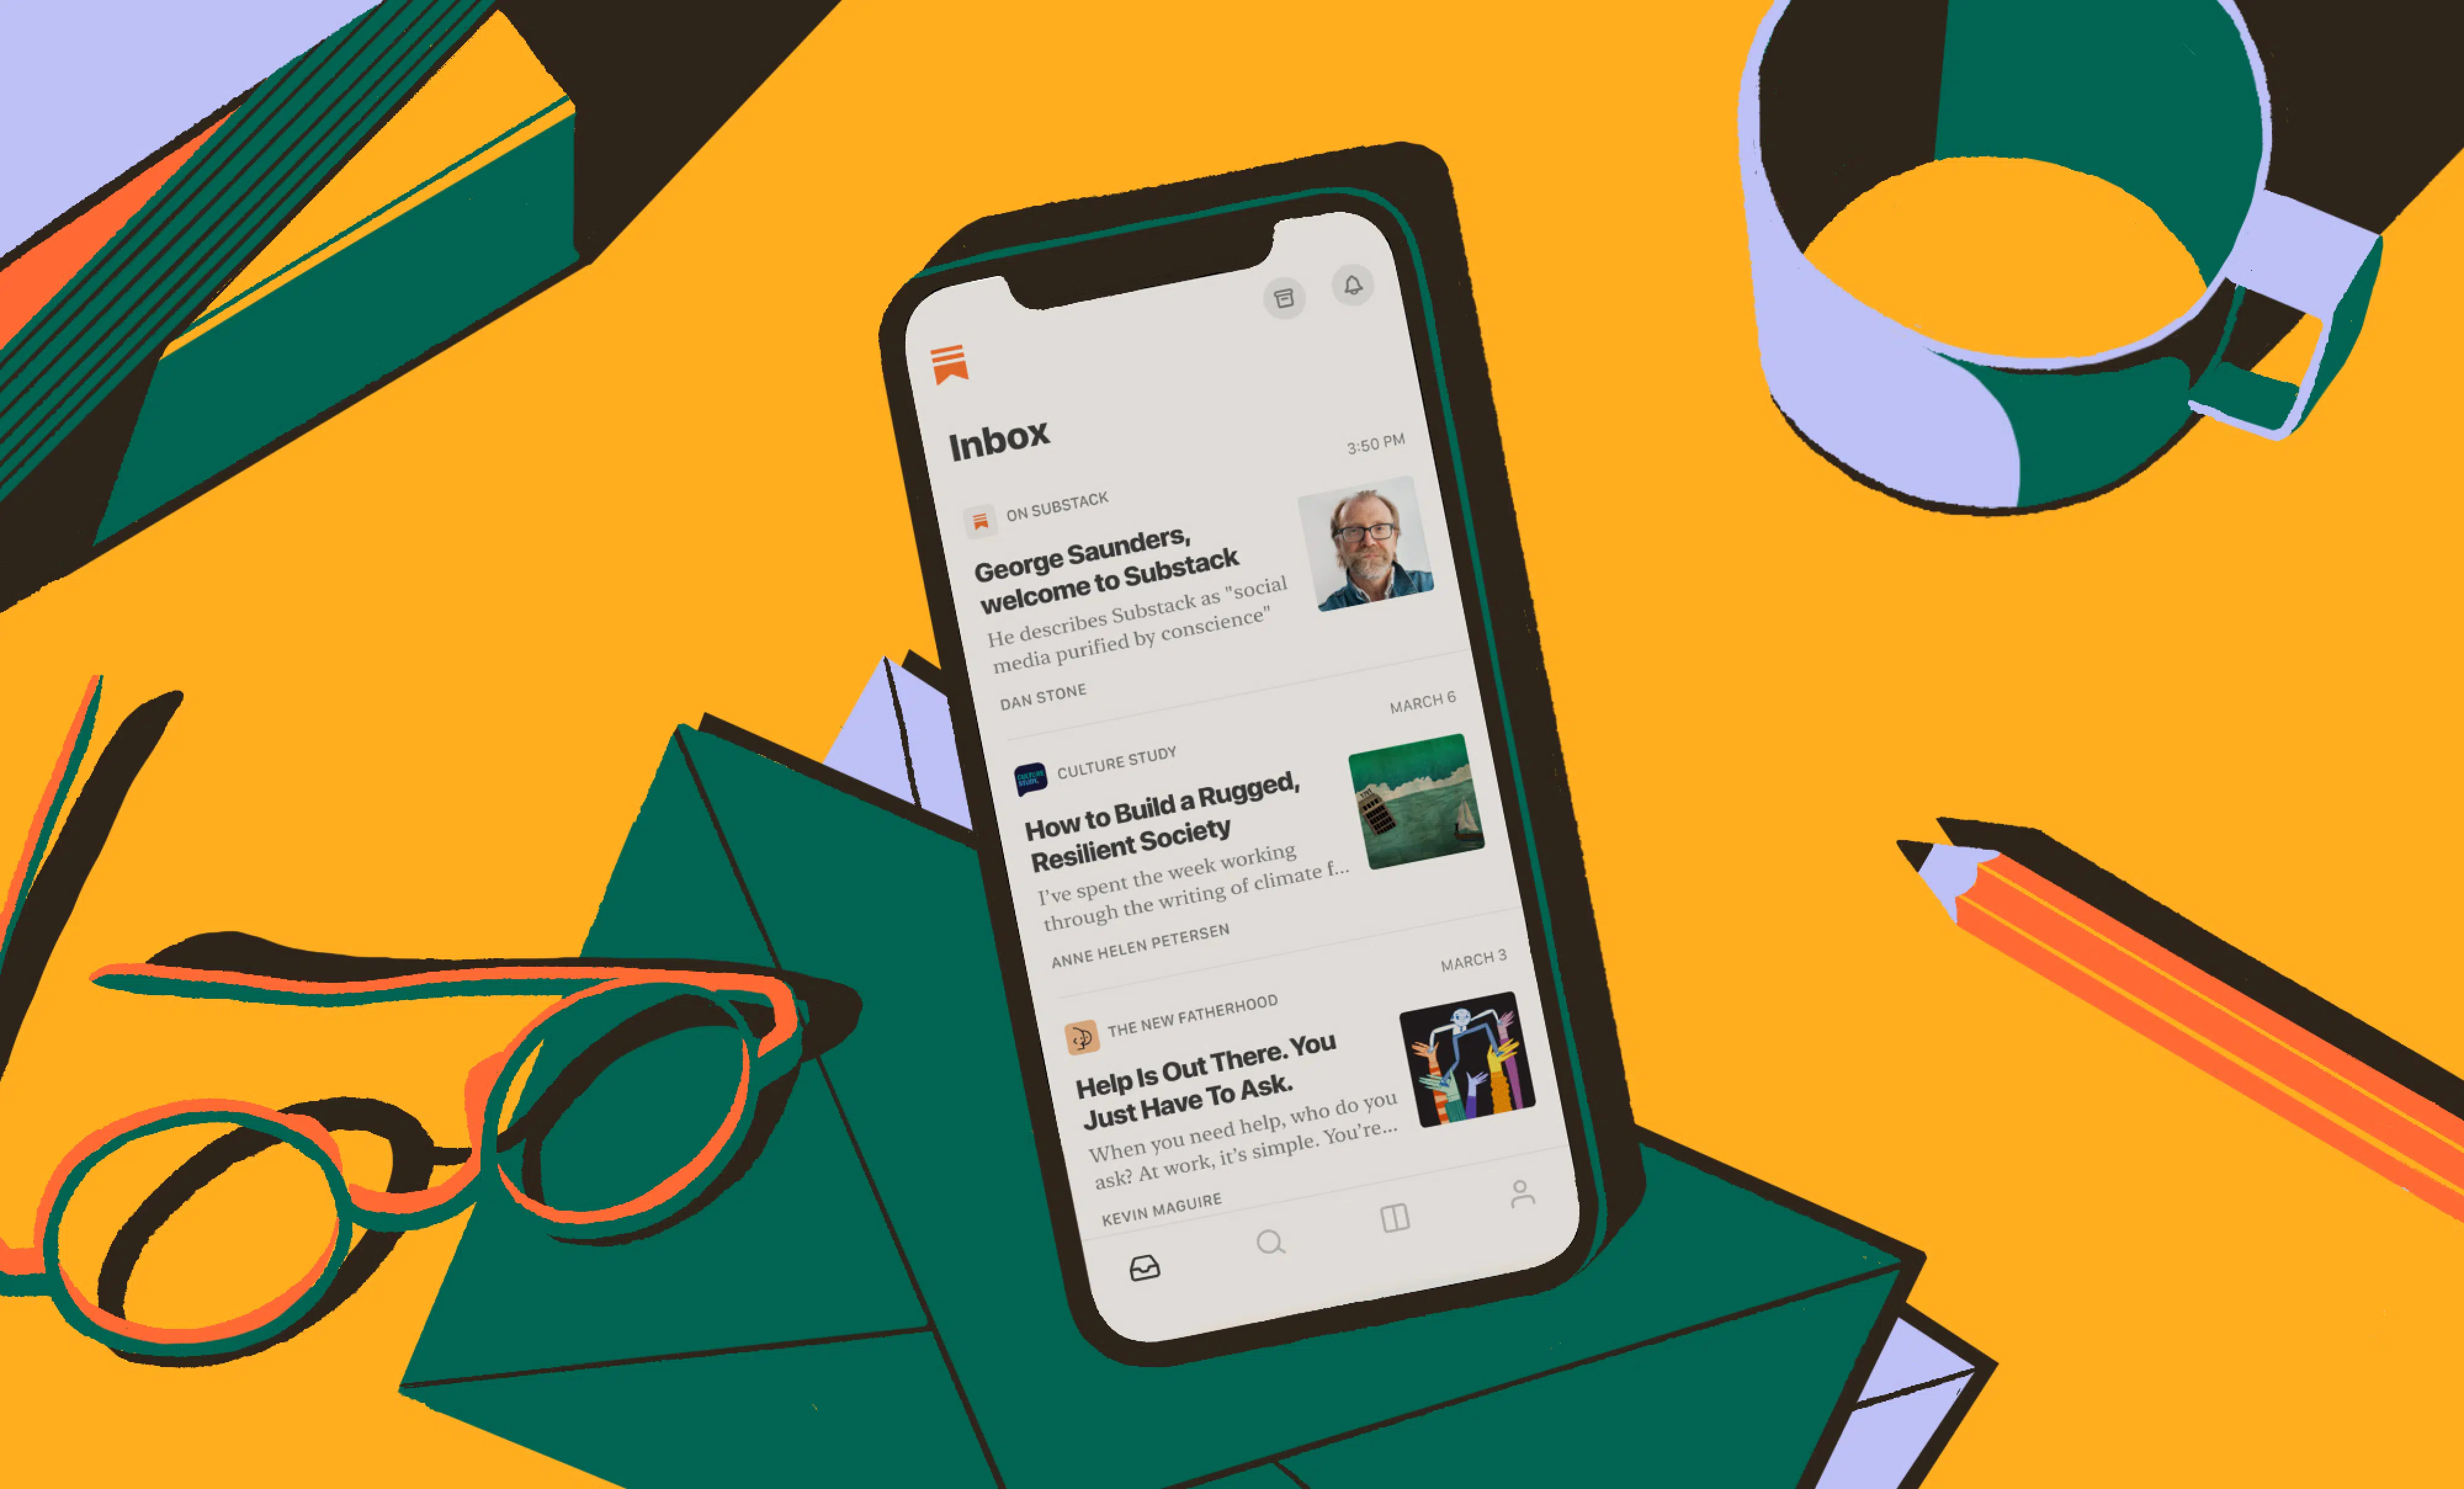 Inbox
3:50 PM
ON SUBSTACK
George Saunders,
welcome to Substack
He describes Substack as "social
media purified by conscience"
DAN STONE
MARCH 6
CULTURE STUDY
CULTURE
STUDY
How to Build a Rugged,
Resilient Society
I've spent the week working
through the writing of climate f...
ANNE HELEN PETERSEN
MARCH 3
THE NEW FATHERHOOD
Help Is Out There. You
Just Have To Ask.
When you need help, who do you
ask? At work, it's simple. You're...
KEVIN MAGUIRE